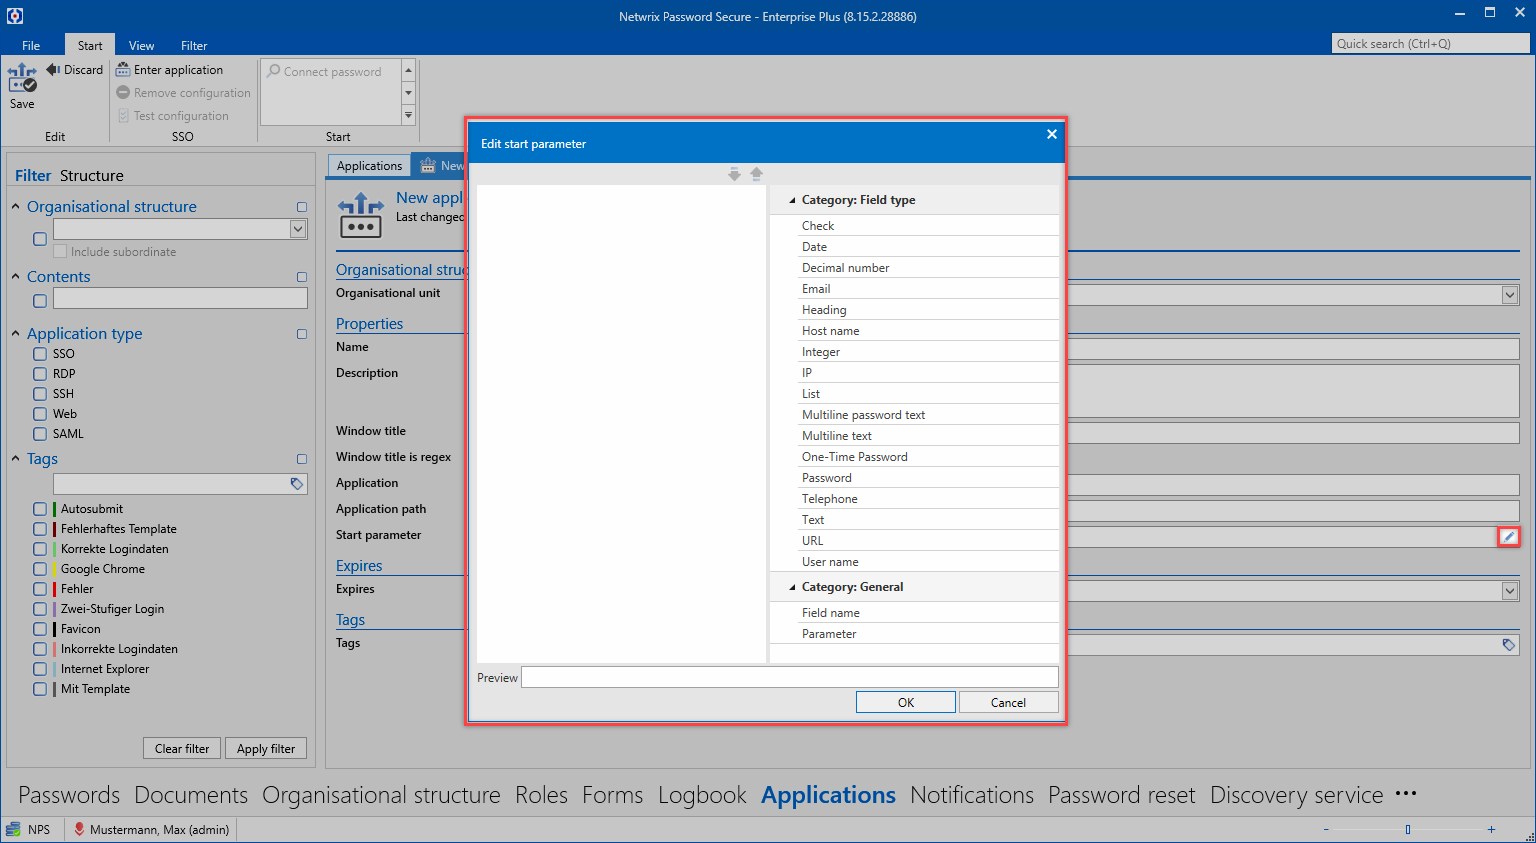 Netwrix Password Secure - Enterprise Plus (8.15.2.28886)
File Start View Filter
Quick search (Ctrl+Q)
Save
Discard
Edit
Enter application
Remove configuration
Test configuration
SSO
Connect password
Start
Filter Structure
Organisational structure
Include subordinate
Contents
Application type
SSO
RDP
SSH
Web
SAML
Tags
Autosubmit
Fehlerhaftes Template
Korrekte Logindaten
Google Chrome
Fehler
Zwei-Stufiger Login
Favicon
Inkorrekte Logindaten
Internet Explorer
Mit Template
Clear filter Apply filter
Applications New
New appl
Last changed
Organisational struc
Organisational unit
Properties
Name
Description
Window title
Window title is regex
Application
Application path
Start parameter
Expires
Expires
Tags
Tags
Edit start parameter
Category: Field type
Check
Date
Decimal number
Email
Heading
Host name
Integer
IP
List
Multiline password text
Multiline text
One-Time Password
Password
Telephone
Text
URL
User name
Category: General
Field name
Parameter
Preview
OK Cancel
Passwords Documents Organisational structure Roles Forms Logbook Applications Notifications Password reset Discovery service •••
NPS Mustermann, Max (admin)